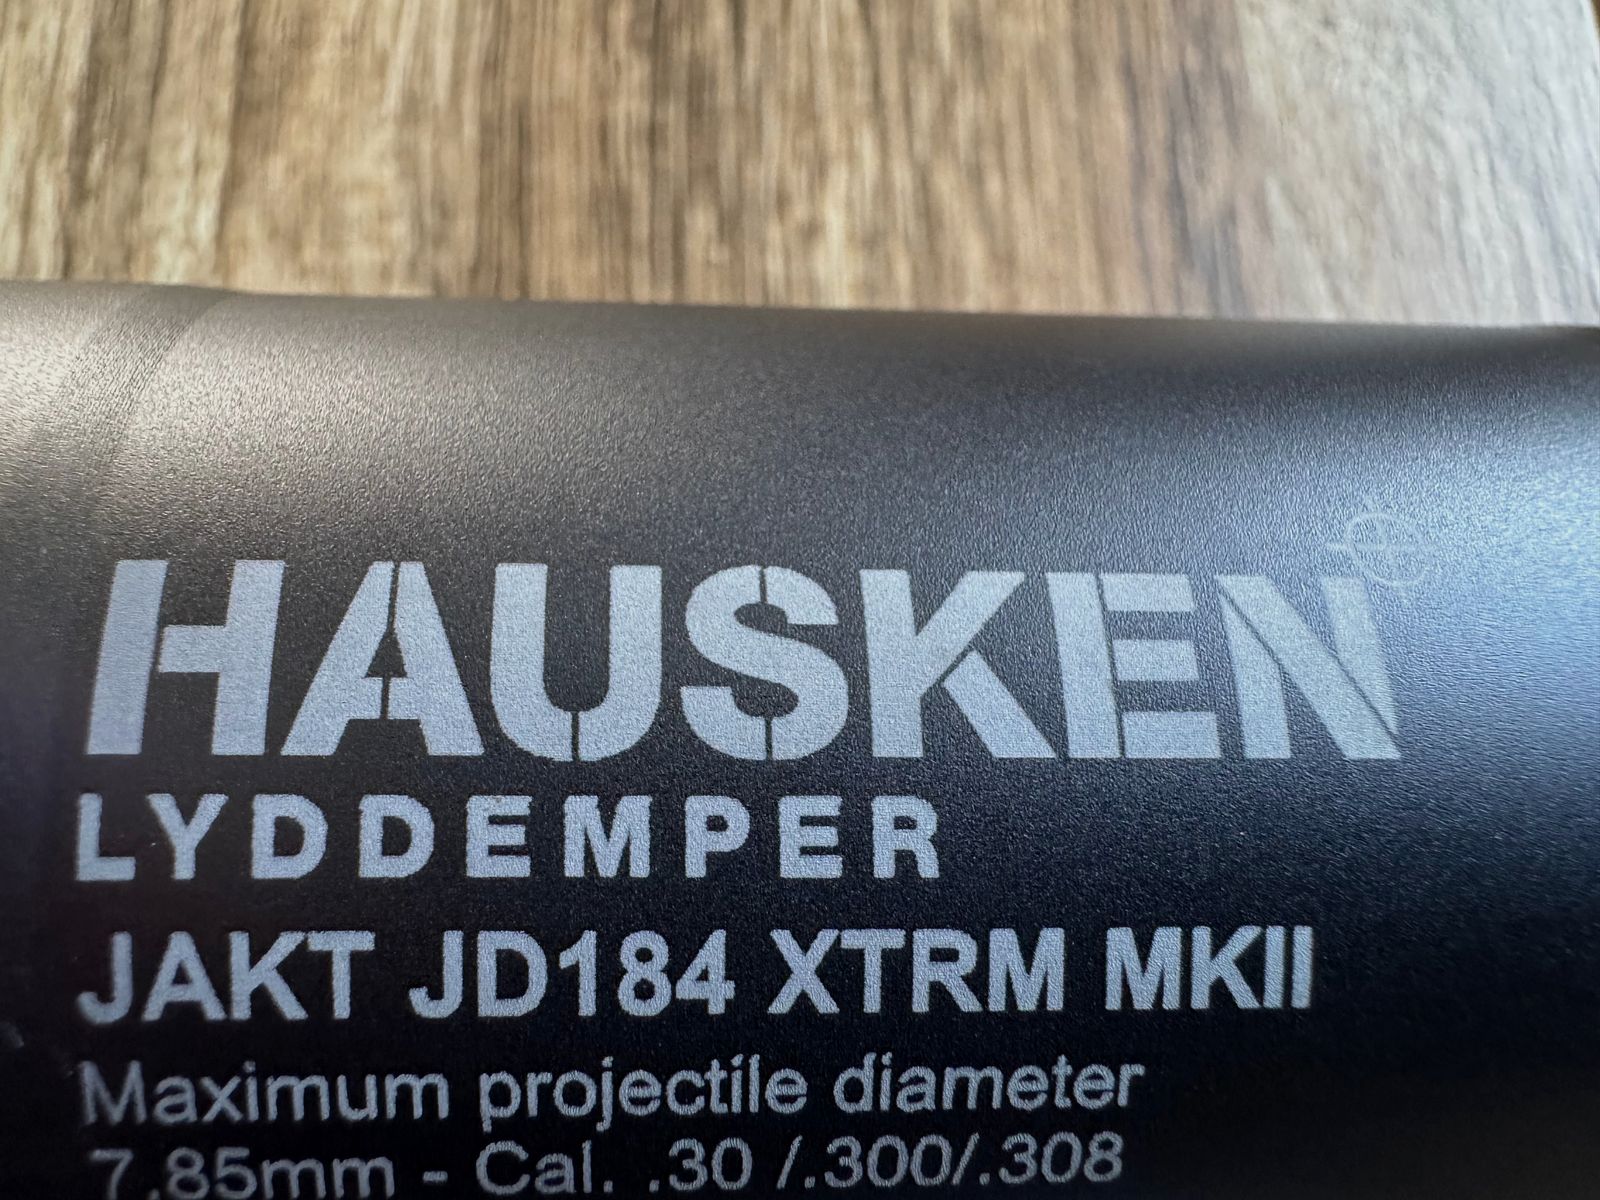 HAUSKEN
LYDDEMPER
JAKT JD184 XTRM MKII
Maximum projectile diameter
7,85mm - Cal. .30 /.300/.308